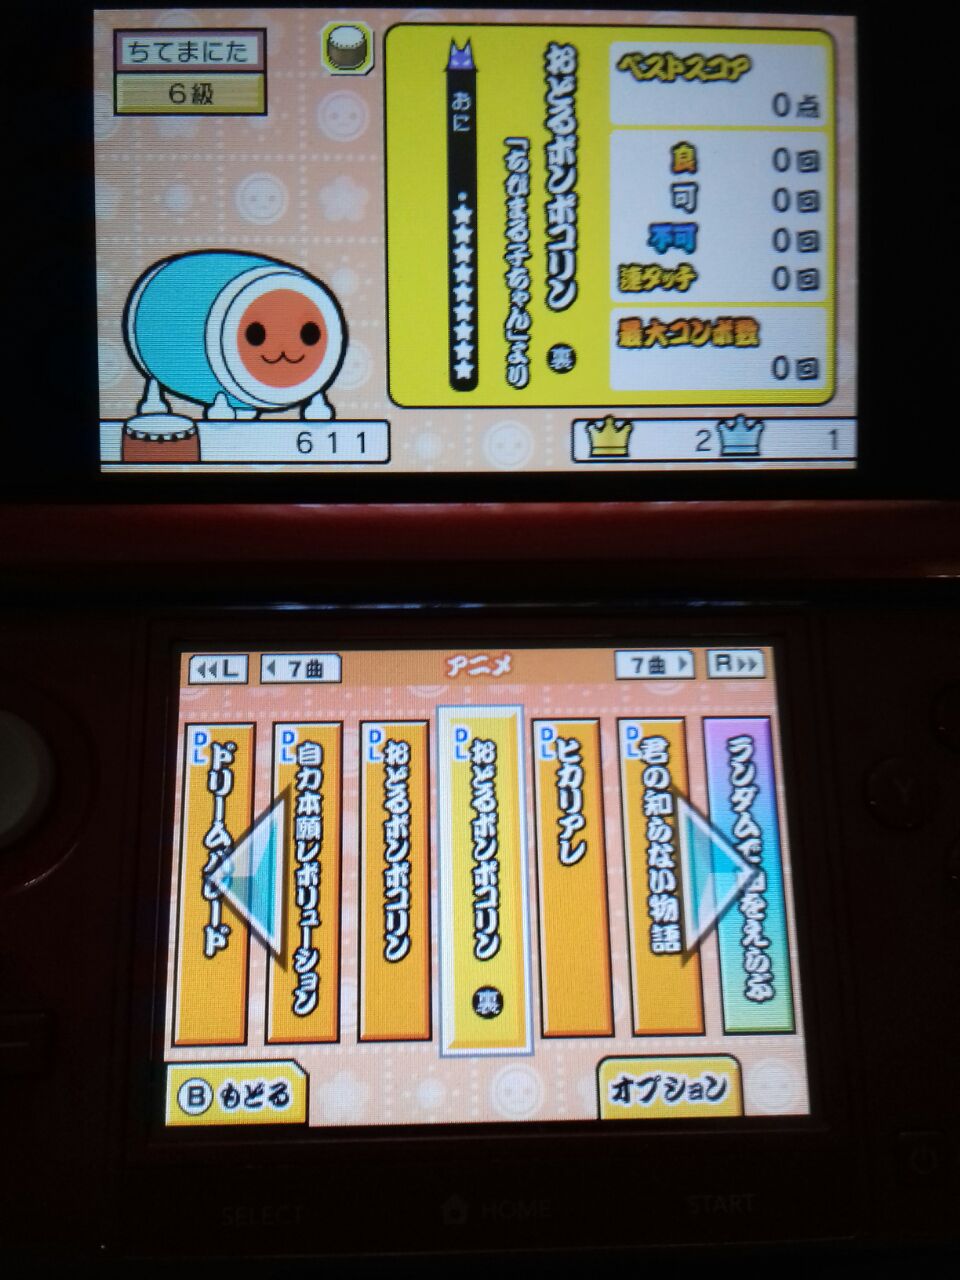 ちてまにた
6級
おに
・★★★★★★★★★
おどるポンポコリン 裏
「ちびまる子ちゃん」より
ベストスコア
0点
良 0回
可 0回
不可 0回
連タッチ 0回
最大コンボ数
0回
611
2
1
L
7曲
アニメ
7曲
R
DL
ドリームパレード
DL
自力本願レボリューション
DL
おどるポンポコリン
DL
おどるポンポコリン 裏
DL
ヒカリアレ
DL
君の知らない物語
ランダムで曲をえらぶ
B もどる
オプション
SELECT
HOME
START
Y